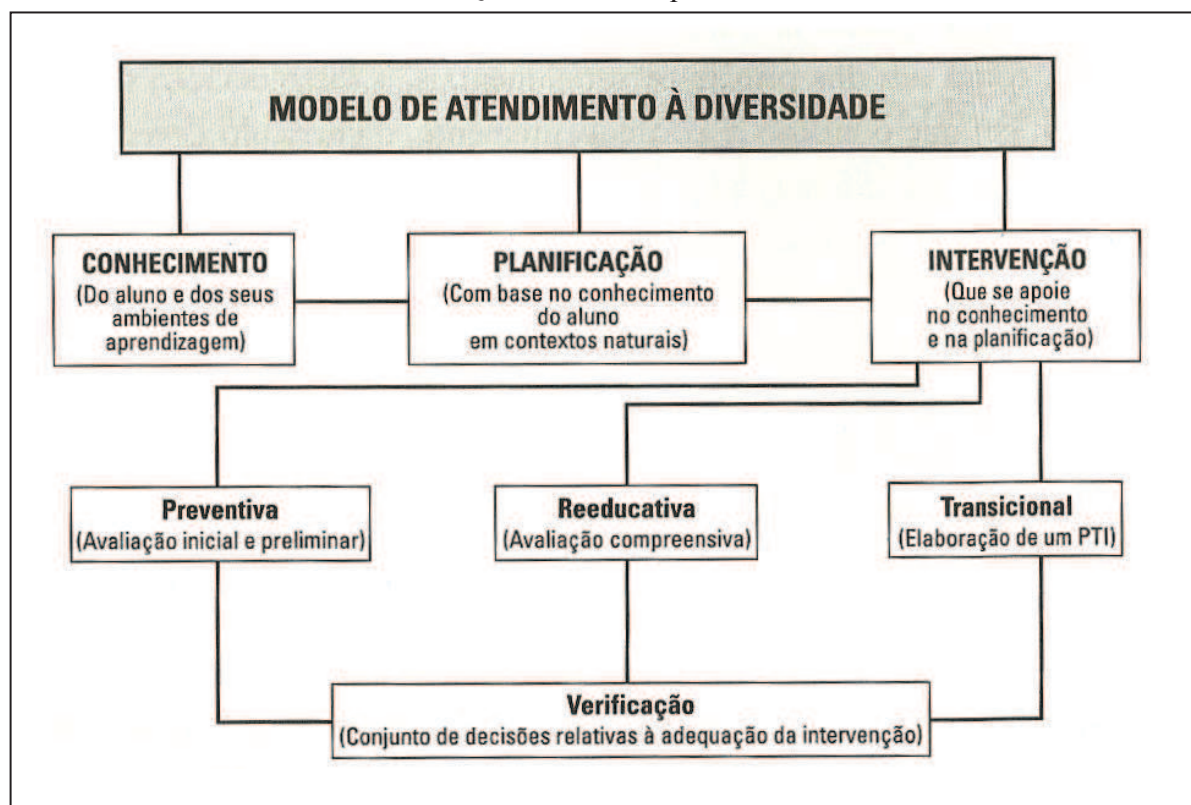 MODELO DE ATENDIMENTO À DIVERSIDADE
CONHECIMENTO
(Do aluno e dos seus
ambientes de
aprendizagem)
PLANIFICAÇÃO
(Com base no conhecimento
do aluno
em contextos naturais)
INTERVENÇÃO
(Que se apoie
no conhecimento
e na planificação)
Preventiva
(Avaliação inicial e preliminar)
Reeducativa
(Avaliação compreensiva)
Transicional
(Elaboração de um PTI)
Verificação
(Conjunto de decisões relativas à adequação da intervenção)